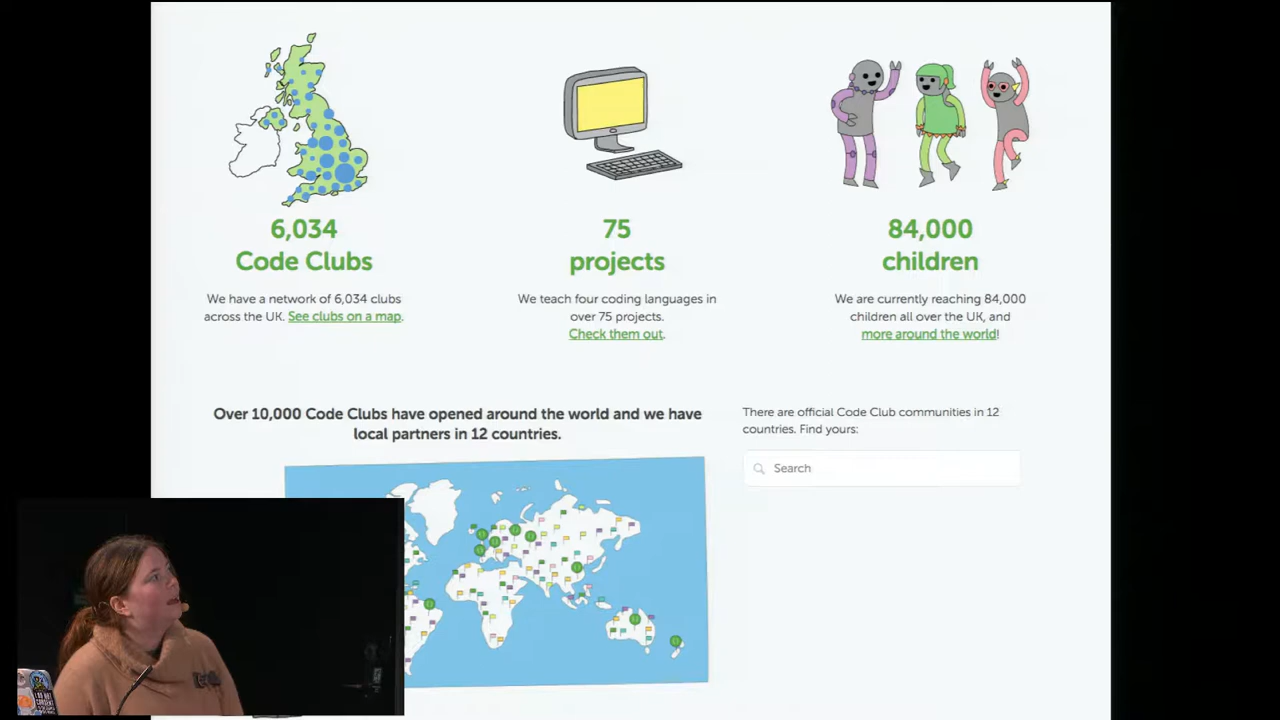 6,034
Code Clubs
We have a network of 6,034 clubs
across the UK. See clubs on a map.
75
projects
We teach four coding languages in
over 75 projects.
Check them out.
84,000
children
We are currently reaching 84,000
children all over the UK, and
more around the world!
Over 10,000 Code Clubs have opened around the world and we have
local partners in 12 countries.
There are official Code Club communities in 12
countries. Find yours:
Search